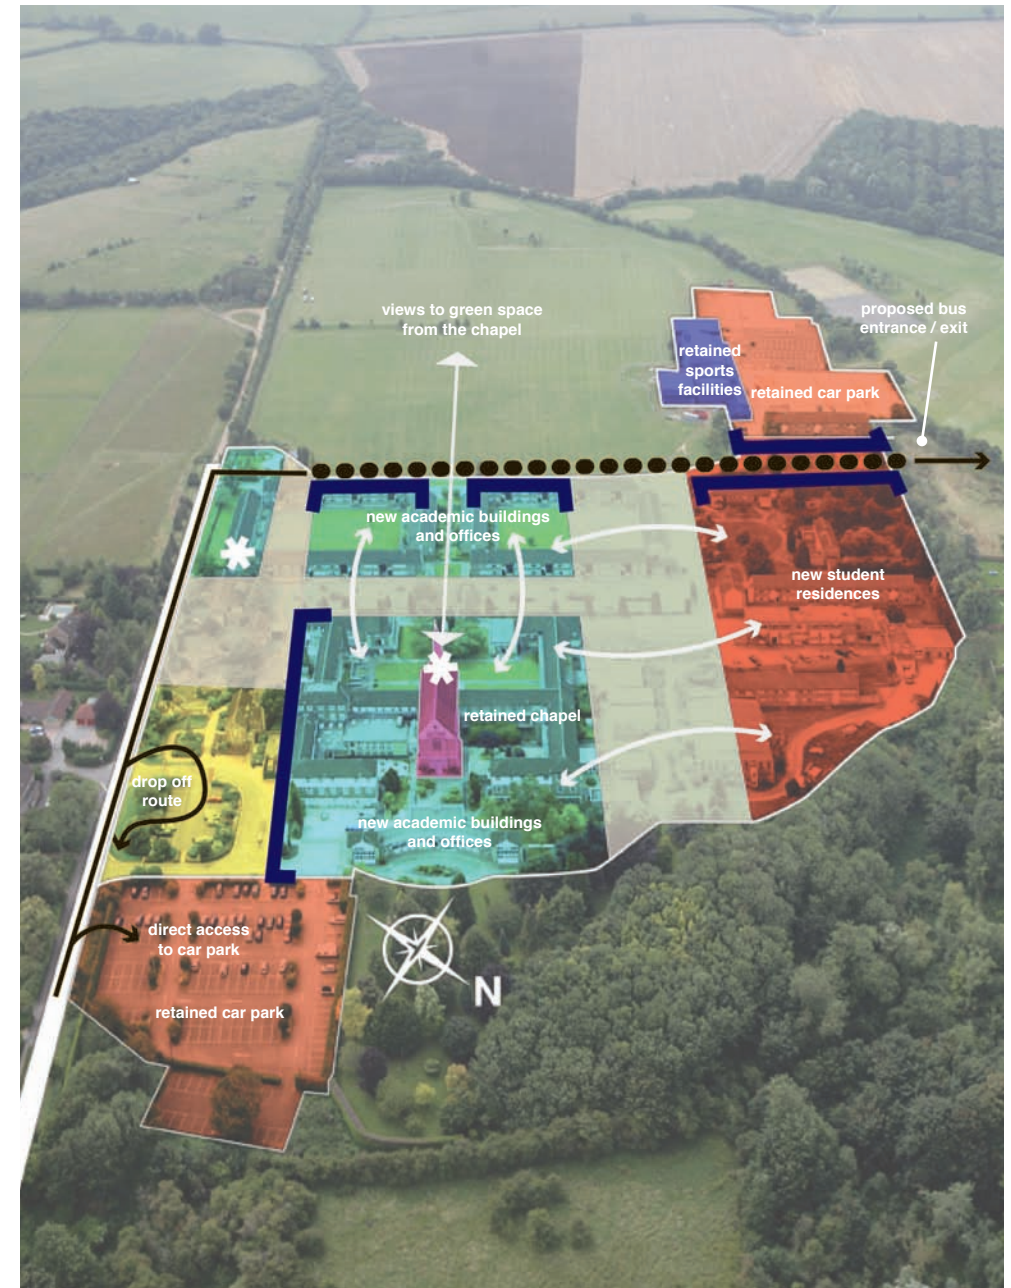 views to green space
from the chapel
proposed bus
entrance / exit
retained
sports
facilities
retained car park
new academic buildings
and offices
new student
residences
retained chapel
drop off
route
new academic buildings
and offices
direct access
to car park
retained car park
N